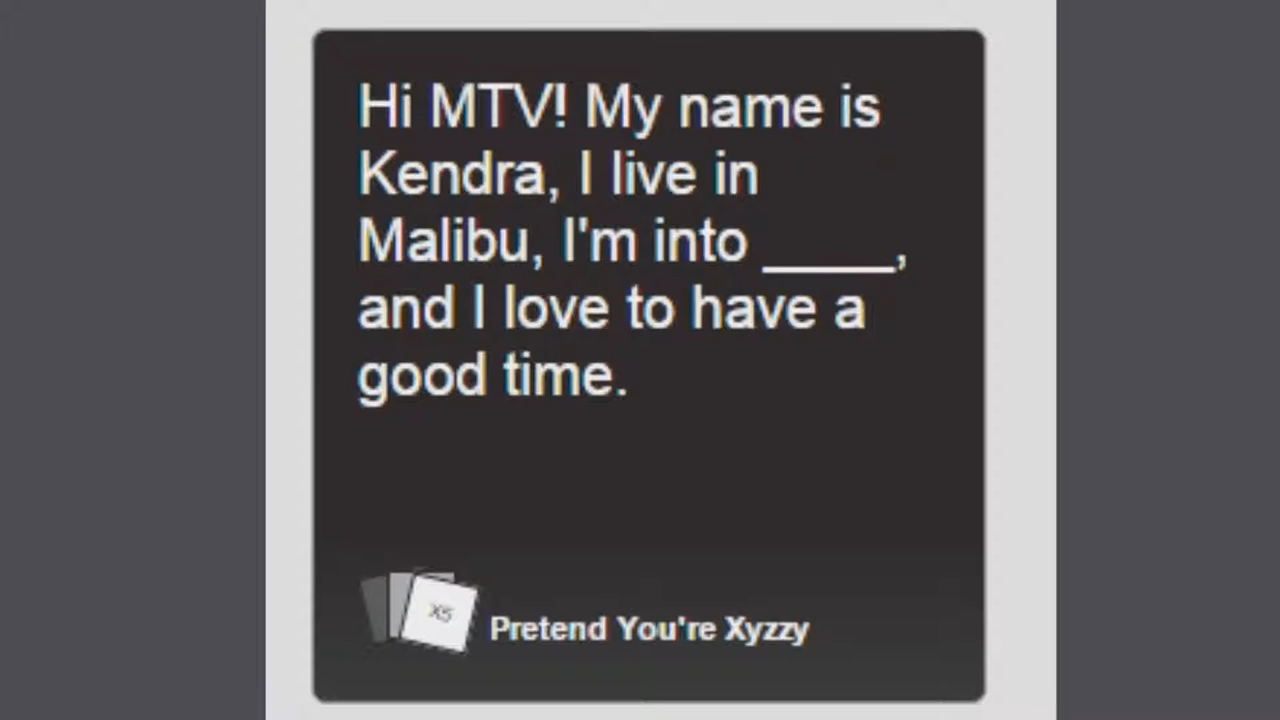 Hi MTV! My name is
Kendra, I live in
Malibu, I'm into _____,
and I love to have a
good time.
X5
Pretend You're Xyzzy